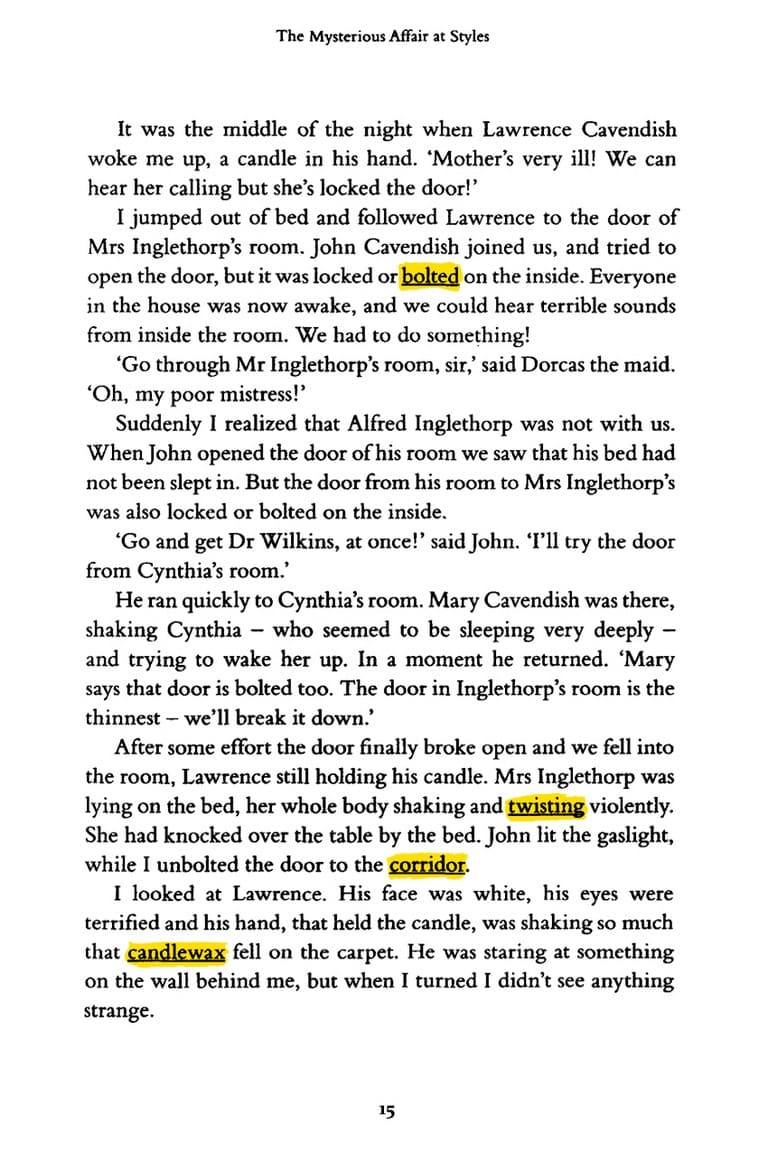 The Mysterious Affair at Styles
It was the middle of the night when Lawrence Cavendish
woke me up, a candle in his hand. ‘Mother’s very ill! We can
hear her calling but she’s locked the door!’
I jumped out of bed and followed Lawrence to the door of
Mrs Inglethorp’s room. John Cavendish joined us, and tried to
open the door, but it was locked or bolted on the inside. Everyone
in the house was now awake, and we could hear terrible sounds
from inside the room. We had to do something!
‘Go through Mr Inglethorp’s room, sir,’ said Dorcas the maid.
‘Oh, my poor mistress!’
Suddenly I realized that Alfred Inglethorp was not with us.
When John opened the door of his room we saw that his bed had
not been slept in. But the door from his room to Mrs Inglethorp’s
was also locked or bolted on the inside.
‘Go and get Dr Wilkins, at once!’ said John. ‘I’ll try the door
from Cynthia’s room.’
He ran quickly to Cynthia’s room. Mary Cavendish was there,
shaking Cynthia – who seemed to be sleeping very deeply –
and trying to wake her up. In a moment he returned. ‘Mary
says that door is bolted too. The door in Inglethorp’s room is the
thinnest – we’ll break it down.’
After some effort the door finally broke open and we fell into
the room, Lawrence still holding his candle. Mrs Inglethorp was
lying on the bed, her whole body shaking and twisting violently.
She had knocked over the table by the bed. John lit the gaslight,
while I unbolted the door to the corridor.
I looked at Lawrence. His face was white, his eyes were
terrified and his hand, that held the candle, was shaking so much
that candlewax fell on the carpet. He was staring at something
on the wall behind me, but when I turned I didn’t see anything
strange.
15